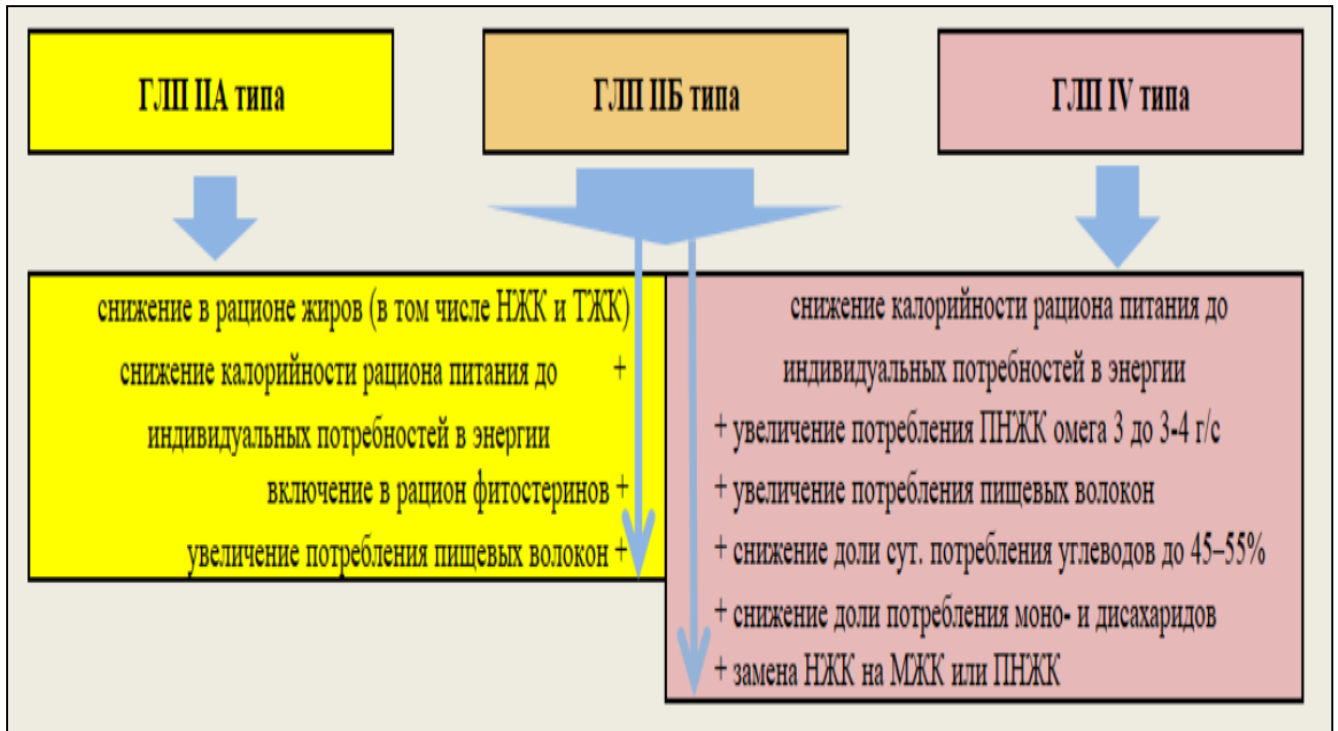 ГЛП IIА типа
ГЛП IIБ типа
ГЛП IV типа
снижение в рационе жиров (в том числе НЖК и ТЖК)
снижение калорийности рациона питания до +
индивидуальных потребностей в энергии
включение в рацион фитостеринов +
увеличение потребления пищевых волокон +
снижение калорийности рациона питания до
индивидуальных потребностей в энергии
+ увеличение потребления ПНЖК омега 3 до 3-4 г/с
+ увеличение потребления пищевых волокон
+ снижение доли сут. потребления углеводов до 45–55%
+ снижение доли потребления моно- и дисахаридов
+ замена НЖК на МЖК или ПНЖК